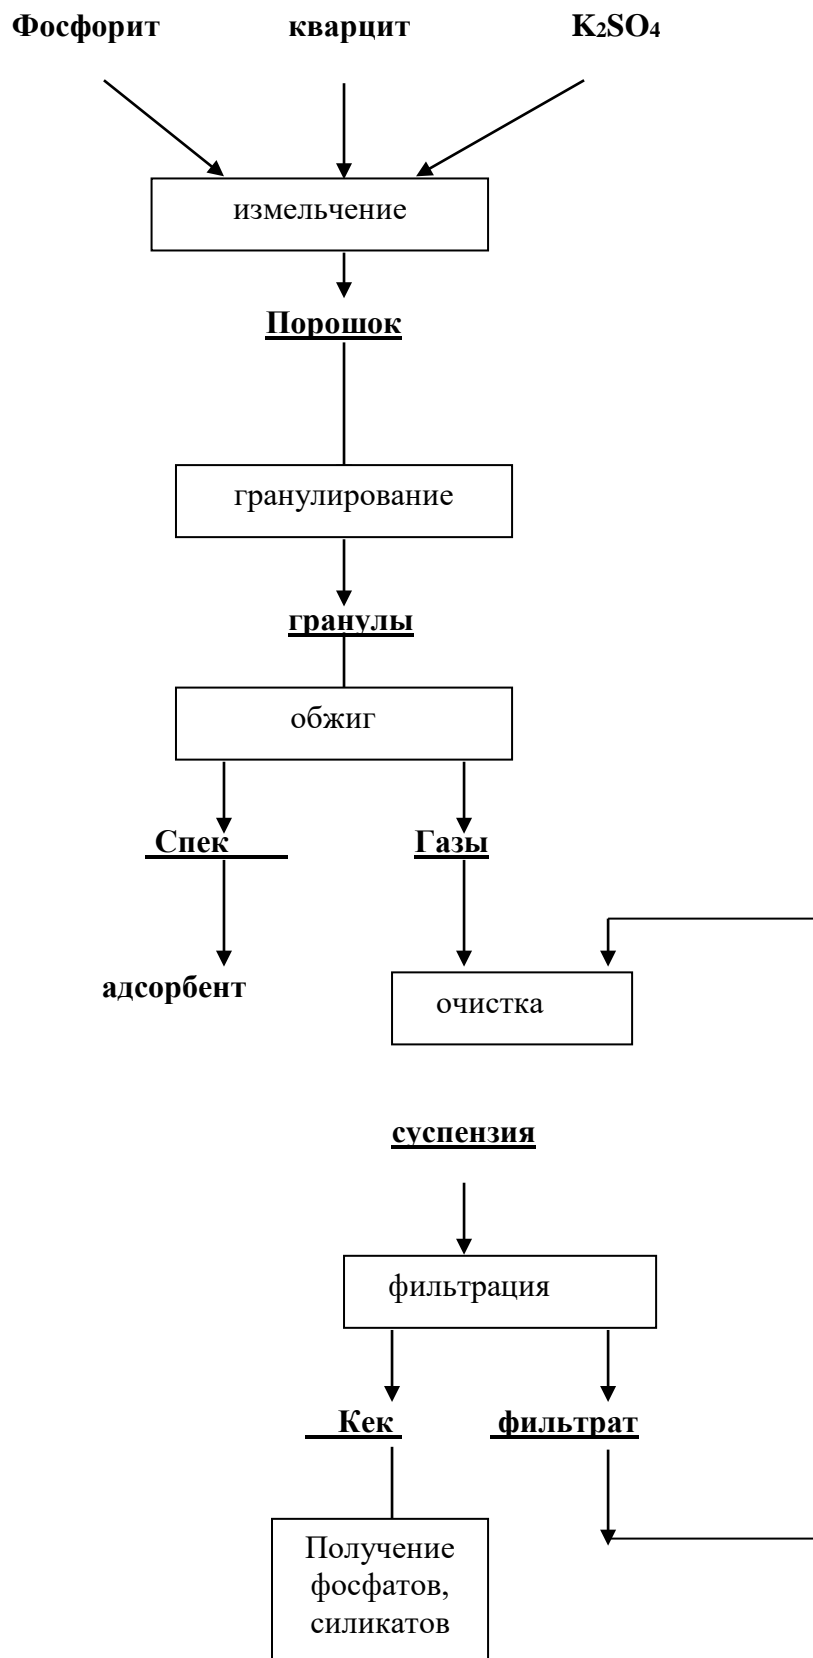 Фосфорит кварцит K₂SO₄
измельчение
Порошок
гранулирование
гранулы
обжиг
Спек Газы
адсорбент
очистка
суспензия
фильтрация
Кек фильтрат
Получение
фосфатов,
силикатов